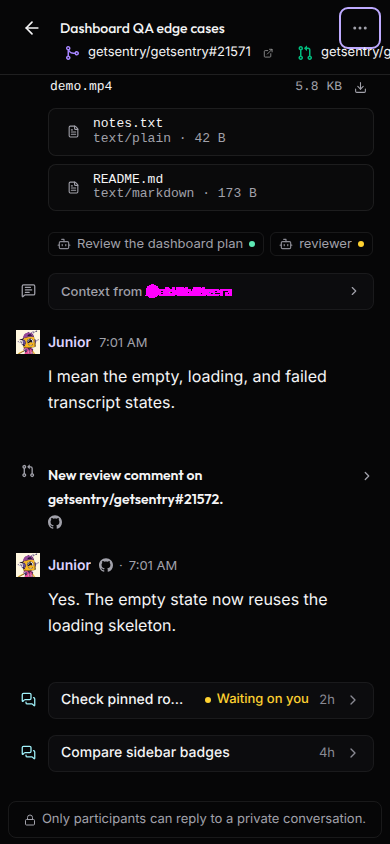 Dashboard QA edge cases
getsentry/getsentry#21571
getsentry/g
demo.mp4
5.8 KB
notes.txt
text/plain · 42 B
README.md
text/markdown · 173 B
Review the dashboard plan
reviewer
Context from
Junior 7:01 AM
I mean the empty, loading, and failed
transcript states.
New review comment on
getsentry/getsentry#21572.
Junior · 7:01 AM
Yes. The empty state now reuses the
loading skeleton.
Check pinned ro... Waiting on you 2h
Compare sidebar badges 4h
Only participants can reply to a private conversation.